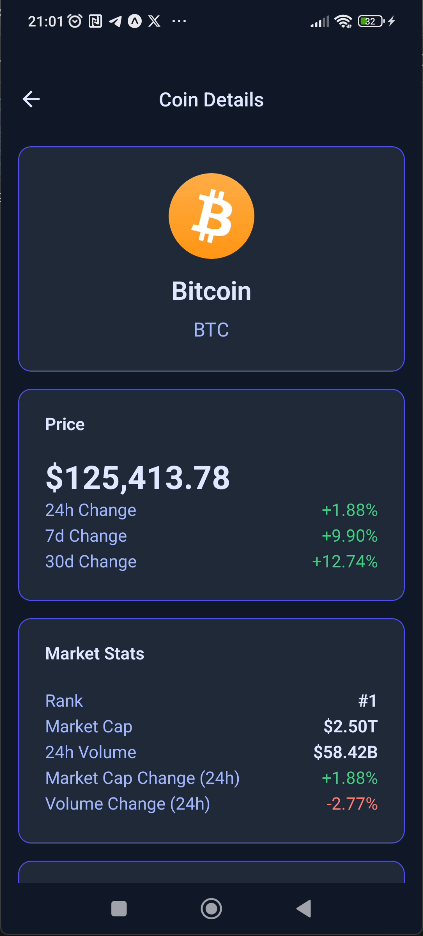 21:01
32
Coin Details
Bitcoin
BTC
Price
$125,413.78
24h Change +1.88%
7d Change +9.90%
30d Change +12.74%
Market Stats
Rank #1
Market Cap $2.50T
24h Volume $58.42B
Market Cap Change (24h) +1.88%
Volume Change (24h) -2.77%